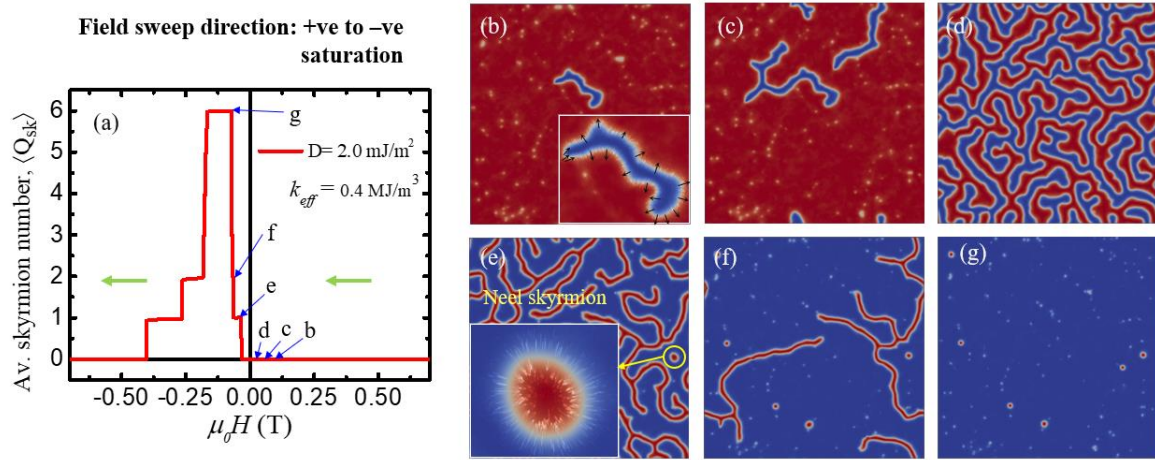 Field sweep direction: +ve to –ve
saturation
(a)
g
D= 2.0 mJ/m²
k_eff = 0.4 MJ/m³
f
e
d c b
Av. skyrmion number, ⟨Q_sk⟩
6
5
4
3
2
1
0
-0.50 -0.25 0.00 0.25 0.50
μ₀H (T)
(b)
(c)
(d)
(e)
Neel skyrmion
(f)
(g)